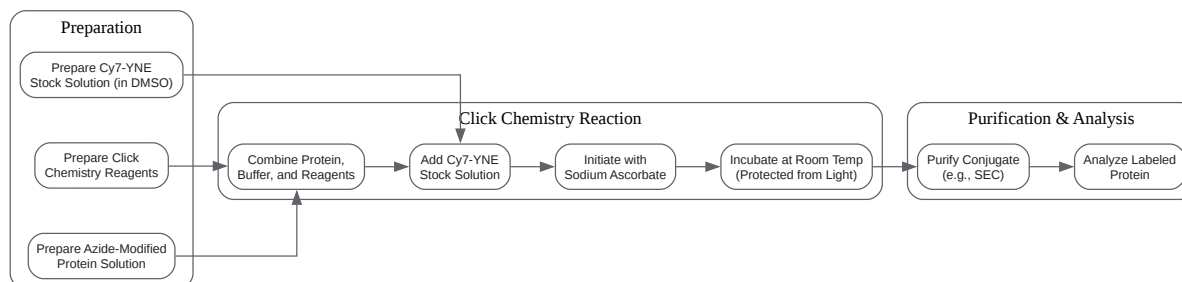 Preparation
Prepare Cy7-YNE
Stock Solution (in DMSO)
Prepare Click
Chemistry Reagents
Prepare Azide-Modified
Protein Solution
Click Chemistry Reaction
Combine Protein,
Buffer, and Reagents
Add Cy7-YNE
Stock Solution
Initiate with
Sodium Ascorbate
Incubate at Room Temp
(Protected from Light)
Purification & Analysis
Purify Conjugate
(e.g., SEC)
Analyze Labeled
Protein